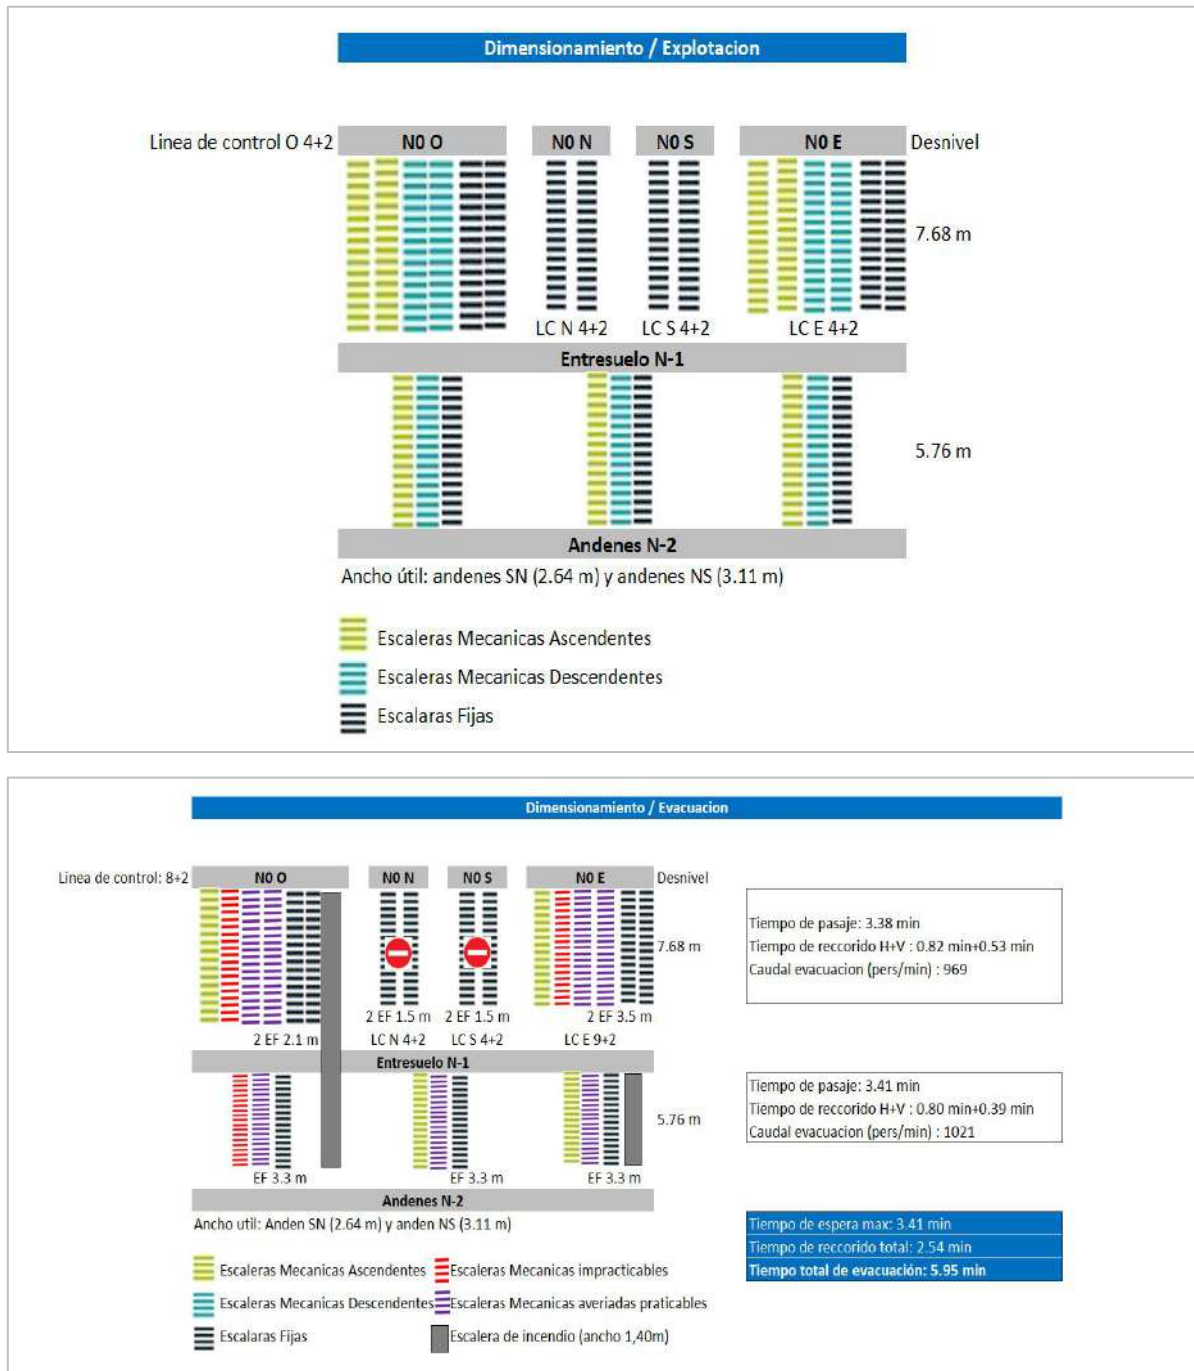 Dimensionamiento / Explotacion
Linea de control O 4+2 N0 O N0 N N0 S N0 E Desnivel
7.68 m
LC N 4+2 LC S 4+2 LC E 4+2
Entresuelo N-1
5.76 m
Andenes N-2
Ancho útil: andenes SN (2.64 m) y andenes NS (3.11 m)
Escaleras Mecanicas Ascendentes
Escaleras Mecanicas Descendentes
Escalaras Fijas
Dimensionamiento / Evacuacion
Linea de control: 8+2 N0 O N0 N N0 S N0 E Desnivel
7.68 m
2 EF 1.5 m 2 EF 1.5 m 2 EF 3.5 m
2 EF 2.1 m LC N 4+2 LC S 4+2 LC E 9+2
Entresuelo N-1
5.76 m
EF 3.3 m EF 3.3 m EF 3.3 m
Andenes N-2
Ancho util: Anden SN (2.64 m) y anden NS (3.11 m)
Tiempo de pasaje: 3.38 min
Tiempo de reccorido H+V : 0.82 min+0.53 min
Caudal evacuacion (pers/min) : 969
Tiempo de pasaje: 3.41 min
Tiempo de reccorido H+V : 0.80 min+0.39 min
Caudal evacuacion (pers/min) : 1021
Tiempo de espera max: 3.41 min
Tiempo de reccorido total: 2.54 min
Tiempo total de evacuación: 5.95 min
Escaleras Mecanicas Ascendentes Escaleras Mecanicas impracticables
Escaleras Mecanicas Descendentes Escaleras Mecanicas averiadas praticables
Escalaras Fijas Escalera de incendio (ancho 1,40m)